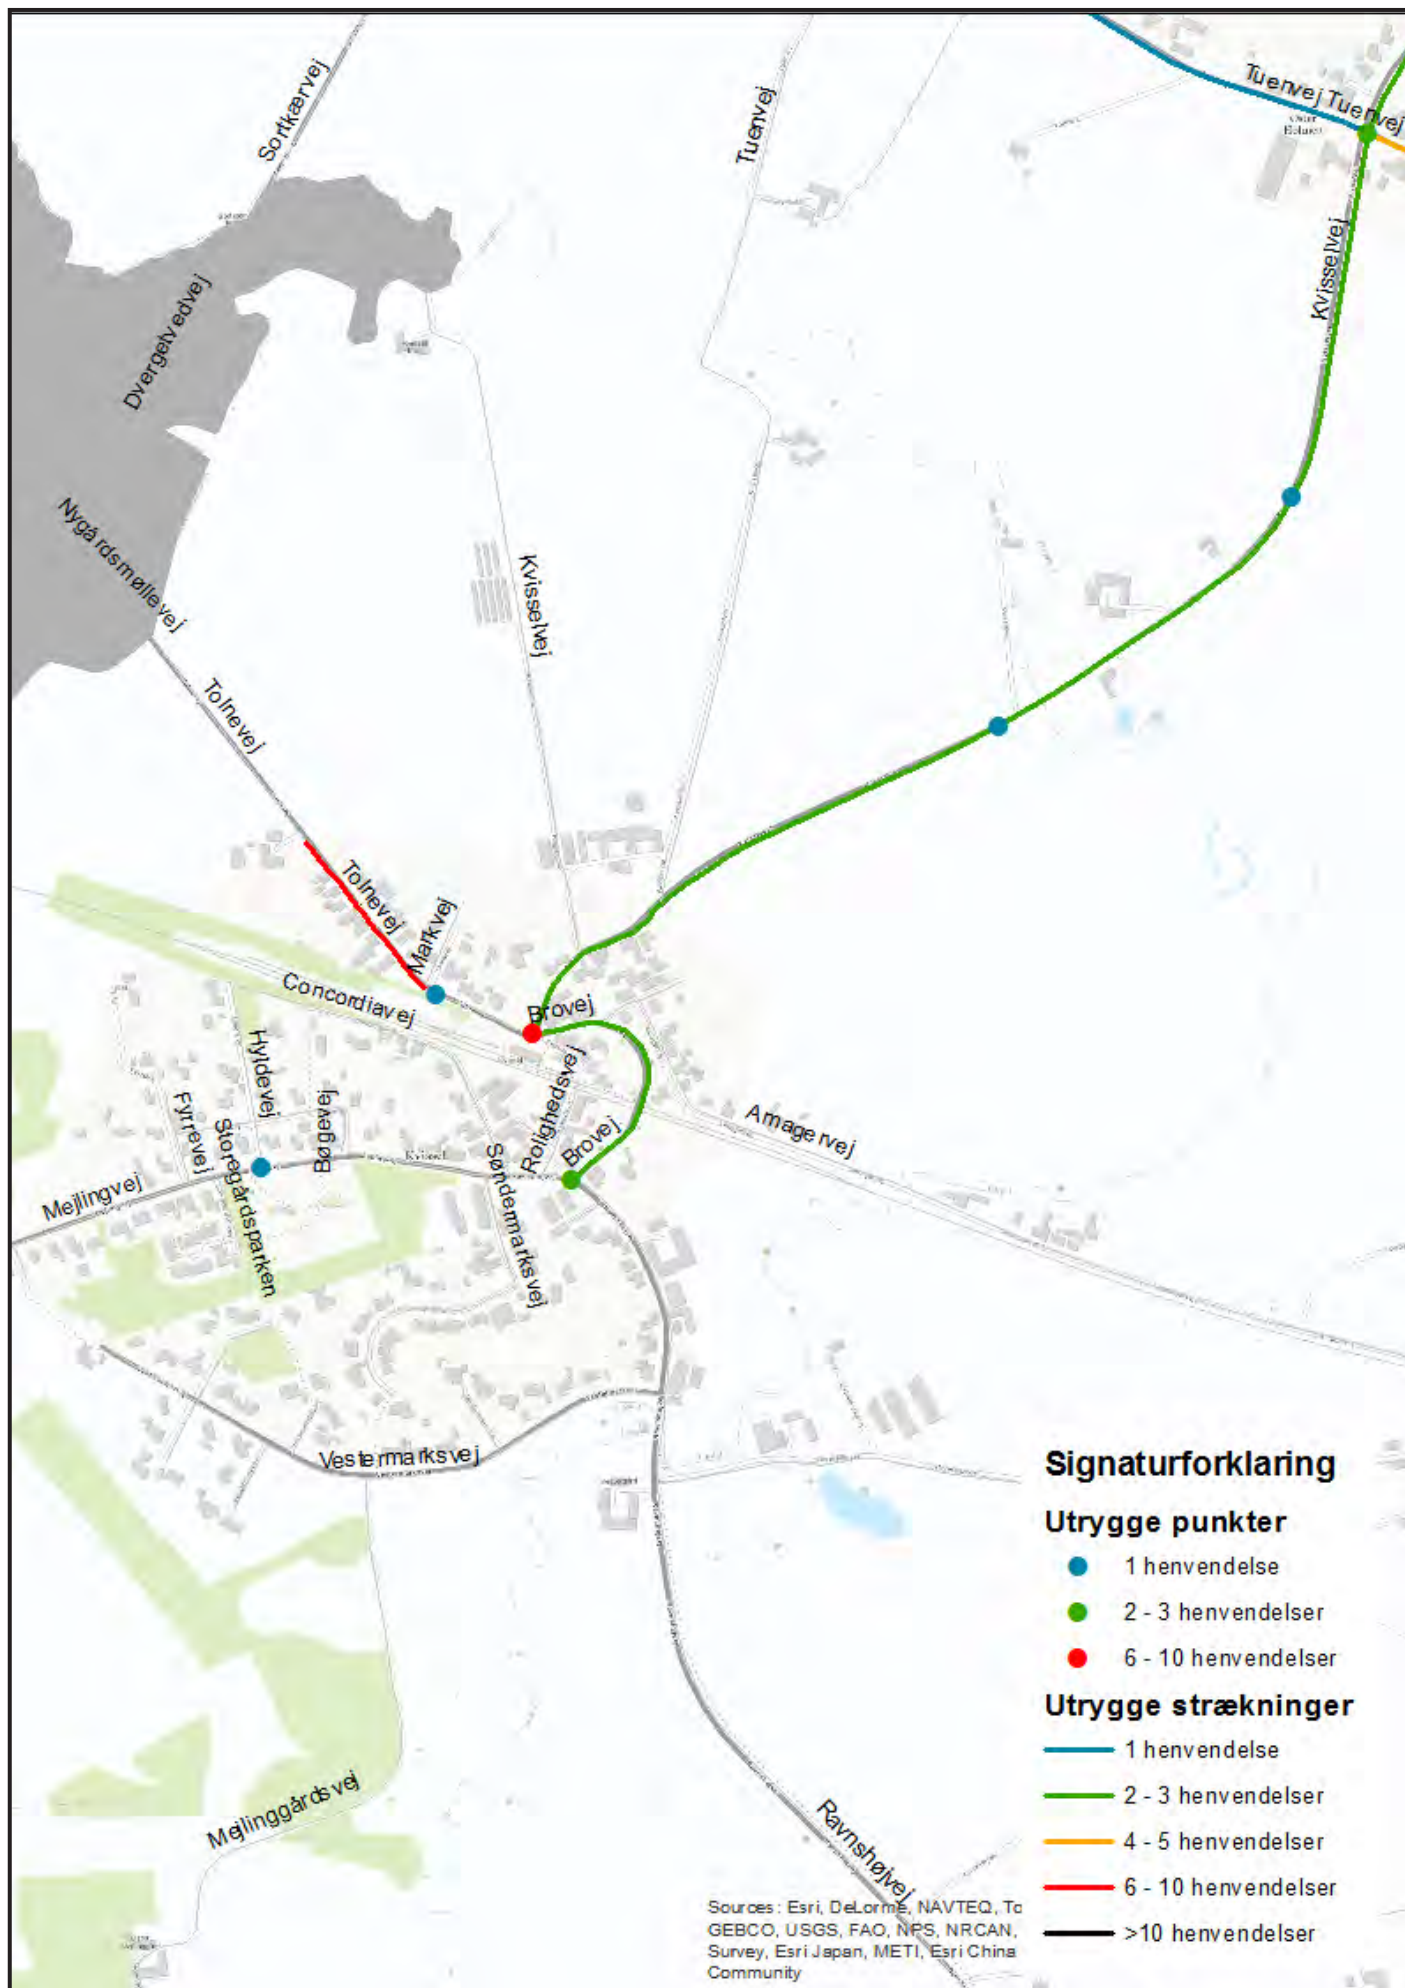 Sortkærvej
Tuenvej
Tuenvej Tuenvej
Kvisselvej
Dvergetvedvej
Nygårdsmøllevej
Kvisselvej
Tolnevej
Tolnevej
Markvej
Concordiavej
Brovej
Hyldevej
Fyrrevej
Storegårdsparken
Bøgevej
Rolighedsvej
Brovej
Søndermarksvej
Amagervej
Mejlingvej
Vestermarksvej
Mejlinggårdsvej
Ravnshøjvej
Signaturforklaring
Utrygge punkter
1 henvendelse
2 - 3 henvendelser
6 - 10 henvendelser
Utrygge strækninger
1 henvendelse
2 - 3 henvendelser
4 - 5 henvendelser
6 - 10 henvendelser
>10 henvendelser
Sources: Esri, DeLorme, NAVTEQ, To
GEBCO, USGS, FAO, NPS, NRCAN,
Survey, Esri Japan, METI, Esri China
Community